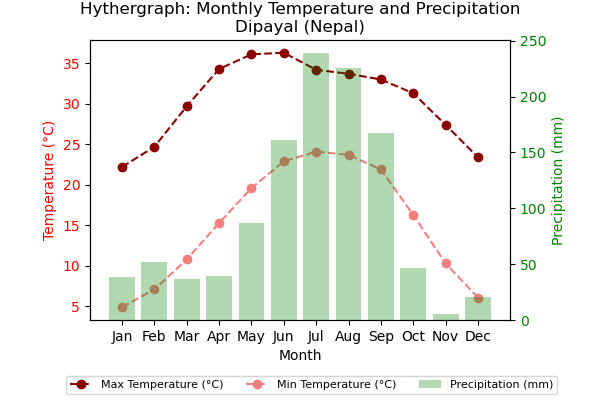 Hythergraph: Monthly Temperature and Precipitation
Dipayal (Nepal)
Temperature (°C)
35
30
25
20
15
10
5
250
200
150
100
50
0
Precipitation (mm)
Jan Feb Mar Apr May Jun Jul Aug Sep Oct Nov Dec
Month
Max Temperature (°C) Min Temperature (°C) Precipitation (mm)